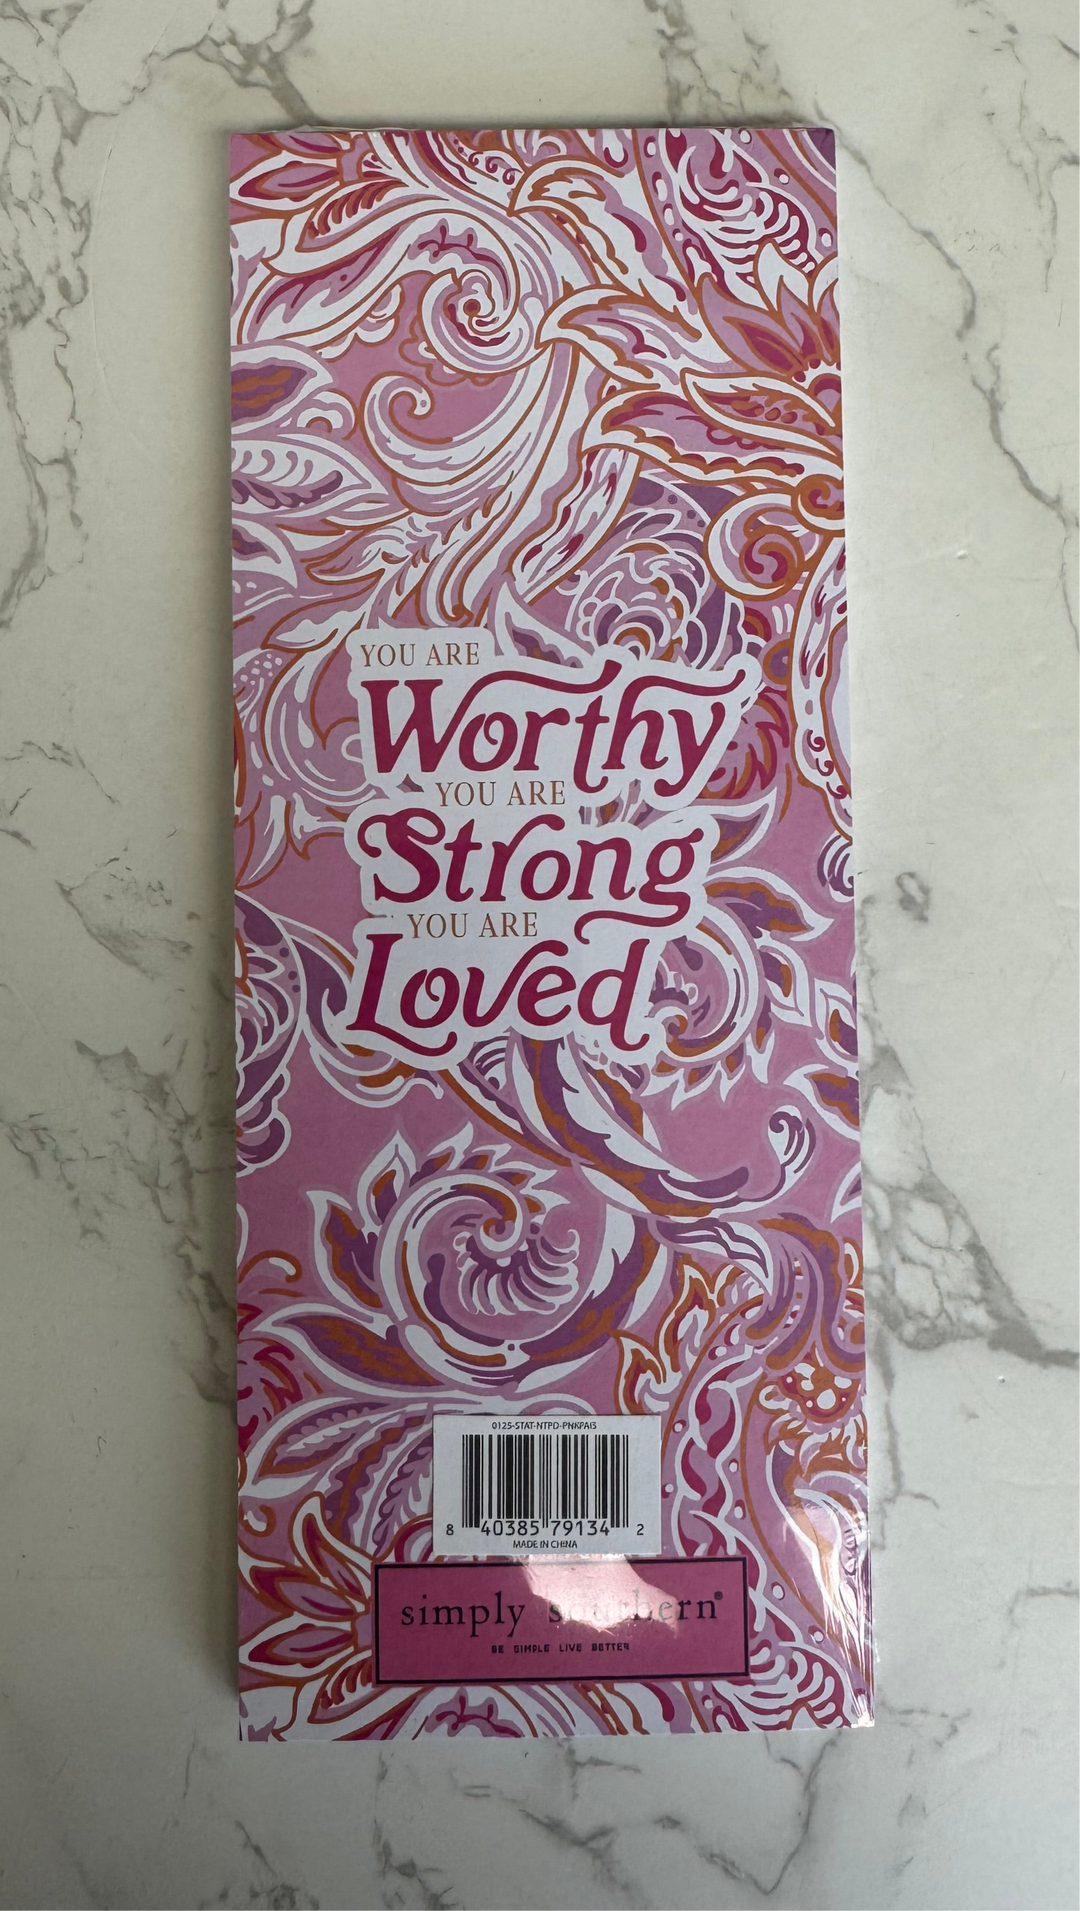 YOU ARE
Worthy
YOU ARE
Strong
YOU ARE
Loved
0125-STAT-NTPD-PNKPAIS
8 40385 79134 2
MADE IN CHINA
simply southern®
BE SIMPLE LIVE BETTER